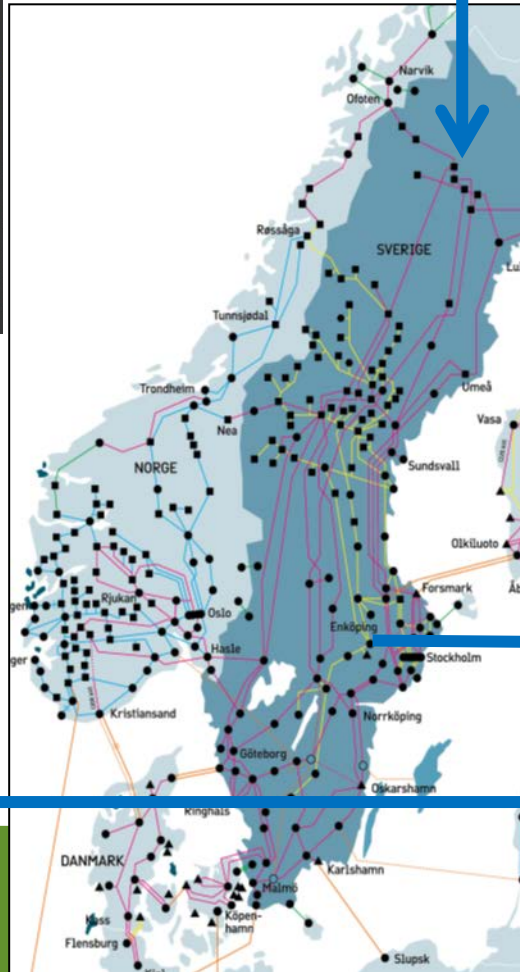 Narvik
Ofoten
Røssåga
SVERIGE
Tunnsjødal
Trondheim
Umeå
Nea
Vasa
NORGE
Sundsvall
Olkiluoto
Forsmark
Rjukan
Oslo
Enköping
Hasle
Stockholm
Kristiansand
Norrköping
Göteborg
Oskarshamn
Ringhals
DANMARK
Karlshamn
Malmö
Köpen-
hamn
Flensburg
Slupsk